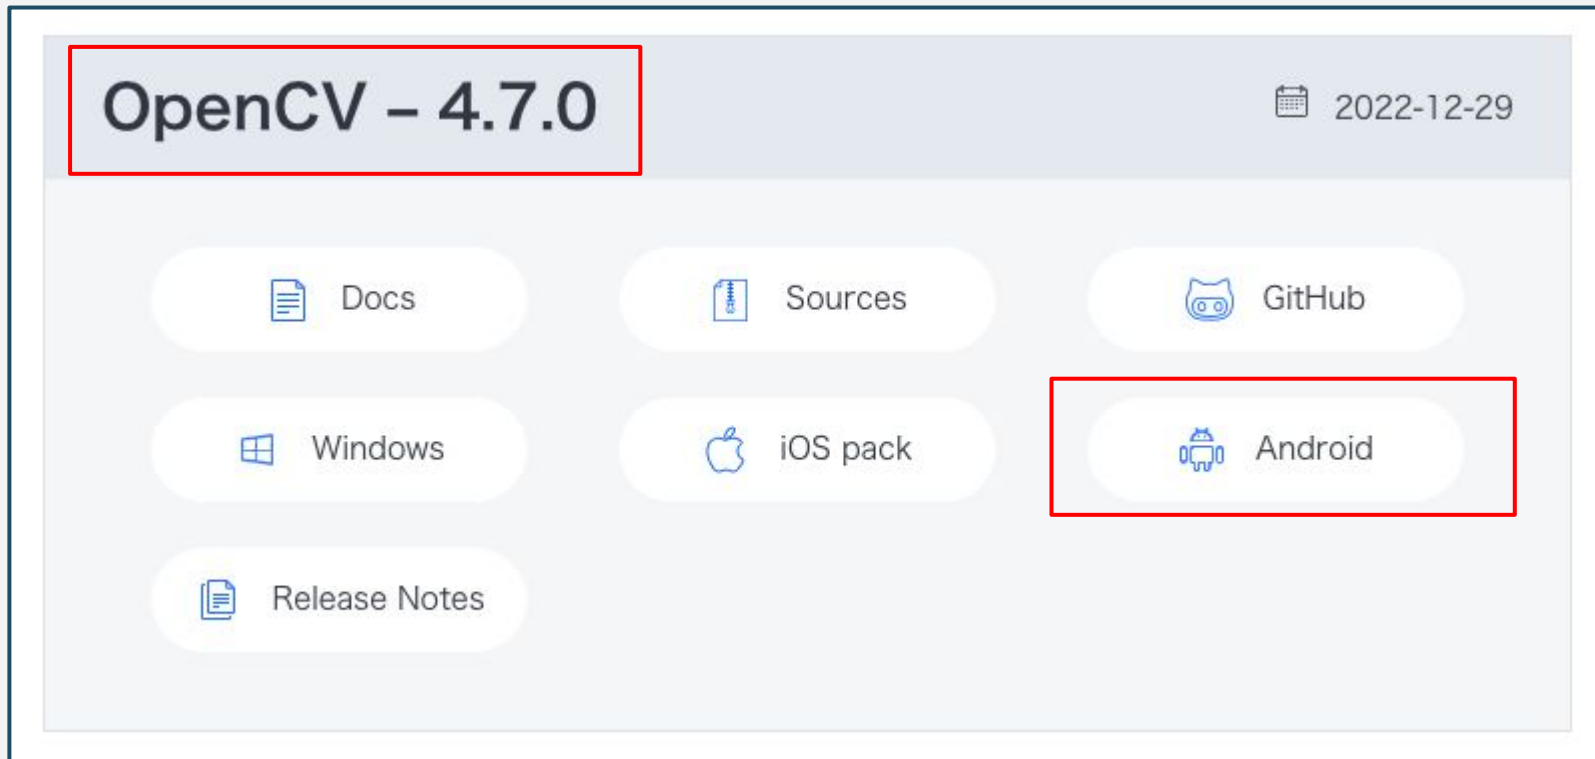 OpenCV – 4.7.0
2022-12-29
Docs
Sources
GitHub
Windows
iOS pack
Android
Release Notes